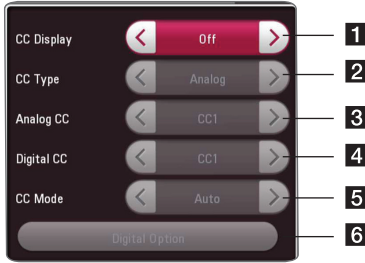 CC Display Off 1
CC Type Analog 2
Analog CC CC1 3
Digital CC CC1 4
CC Mode Auto 5
Digital Option 6